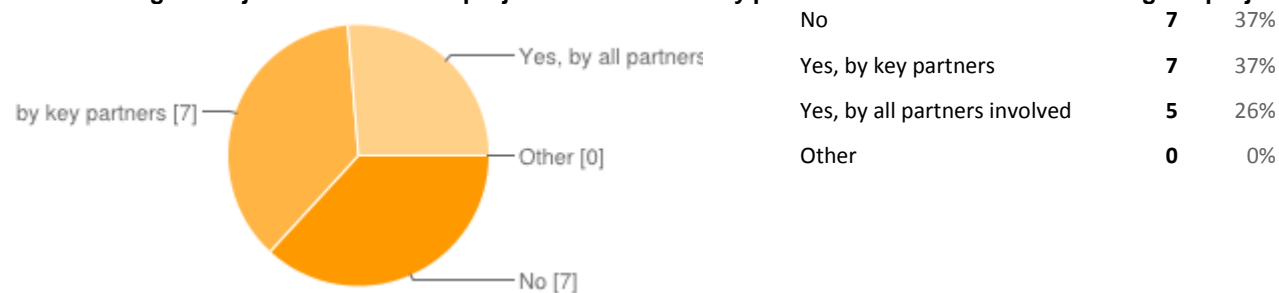 Yes, by all partners
by key partners [7]
Other [0]
No [7]
No 7 37%
Yes, by key partners 7 37%
Yes, by all partners involved 5 26%
Other 0 0%